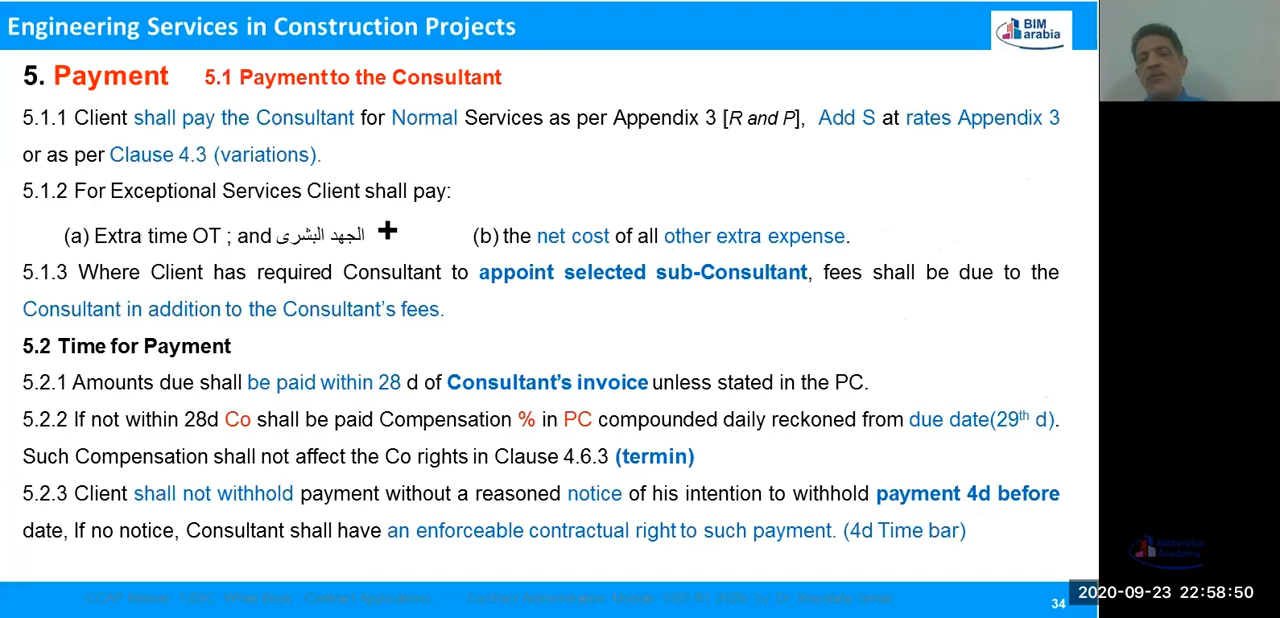 Engineering Services in Construction Projects
BIM
arabia
5. Payment 5.1 Payment to the Consultant
5.1.1 Client shall pay the Consultant for Normal Services as per Appendix 3 [R and P], Add S at rates Appendix 3
or as per Clause 4.3 (variations).
5.1.2 For Exceptional Services Client shall pay:
(a) Extra time OT ; and الجهد البشرى + (b) the net cost of all other extra expense.
5.1.3 Where Client has required Consultant to appoint selected sub-Consultant, fees shall be due to the
Consultant in addition to the Consultant's fees.
5.2 Time for Payment
5.2.1 Amounts due shall be paid within 28 d of Consultant's invoice unless stated in the PC.
5.2.2 If not within 28d Co shall be paid Compensation % in PC compounded daily reckoned from due date(29th d).
Such Compensation shall not affect the Co rights in Clause 4.6.3 (termin)
5.2.3 Client shall not withhold payment without a reasoned notice of his intention to withhold payment 4d before
date, If no notice, Consultant shall have an enforceable contractual right to such payment. (4d Time bar)
BIMarabia
Academy
34
2020-09-23 22:58:50